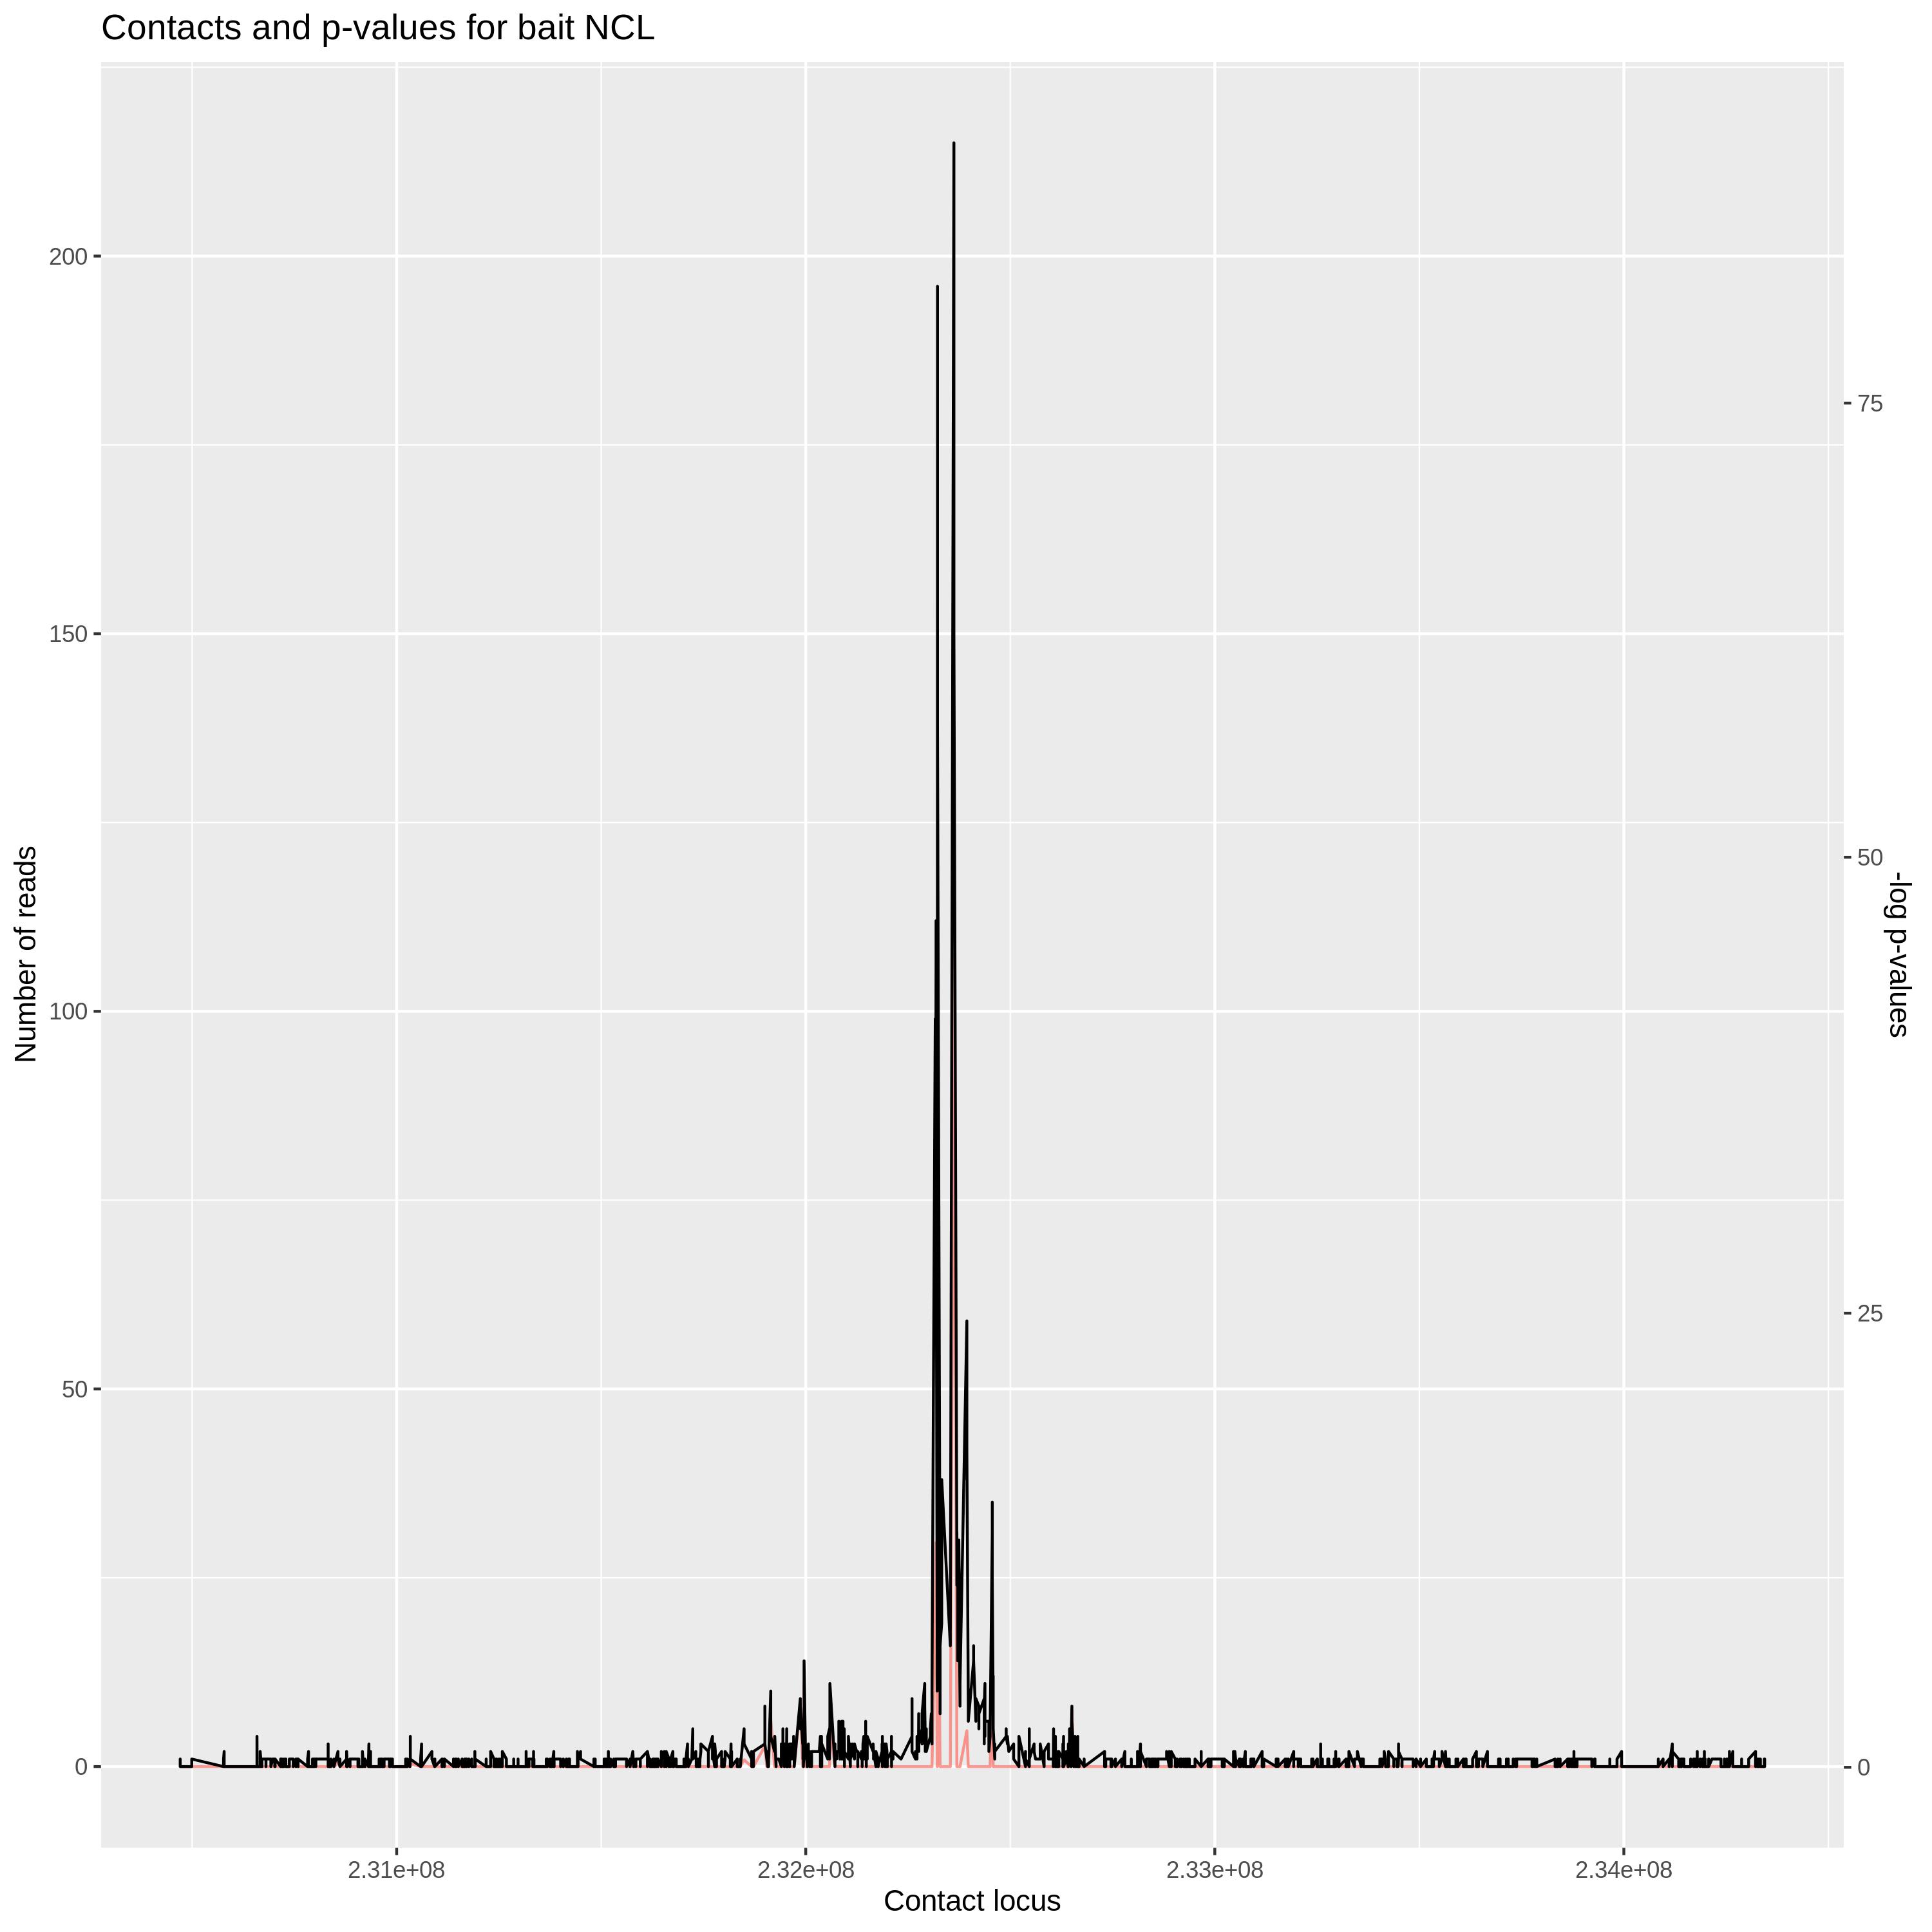 Contacts and p-values for bait NCL
200
150
100
50
0
Number of reads
75
50
25
0
-log p-values
2.31e+08
2.32e+08
2.33e+08
2.34e+08
Contact locus